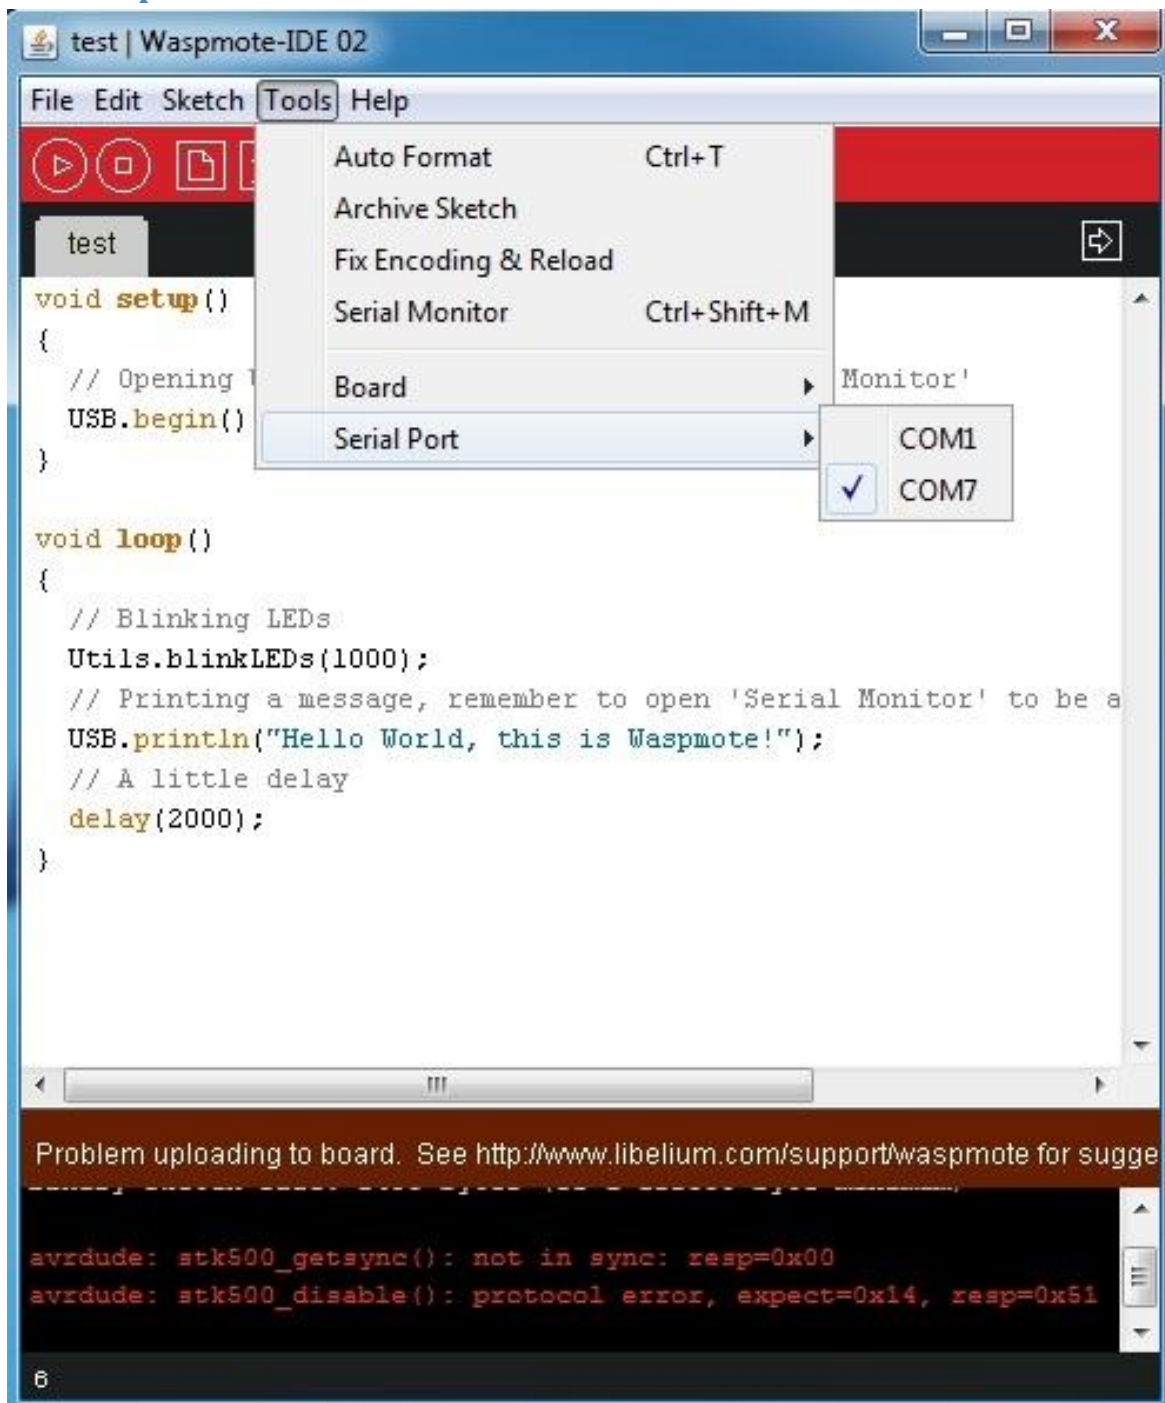 test | Waspmote-IDE 02
File Edit Sketch Tools Help
Auto Format Ctrl+T
Archive Sketch
test
Fix Encoding & Reload
void setup()
Serial Monitor Ctrl+Shift+M
{
// Opening Monitor'
Board
USB.begin()
Serial Port
COM1
}
COM7
void loop()
{
// Blinking LEDs
Utils.blinkLEDs(1000);
// Printing a message, remember to open 'Serial Monitor' to be a
USB.println("Hello World, this is Waspmote!");
// A little delay
delay(2000);
}
Problem uploading to board. See http://www.libelium.com/support/waspmote for sugge
avrdude: stk500_getsync(): not in sync: resp=0x00
avrdude: stk500_disable(): protocol error, expect=0x14, resp=0x51
6